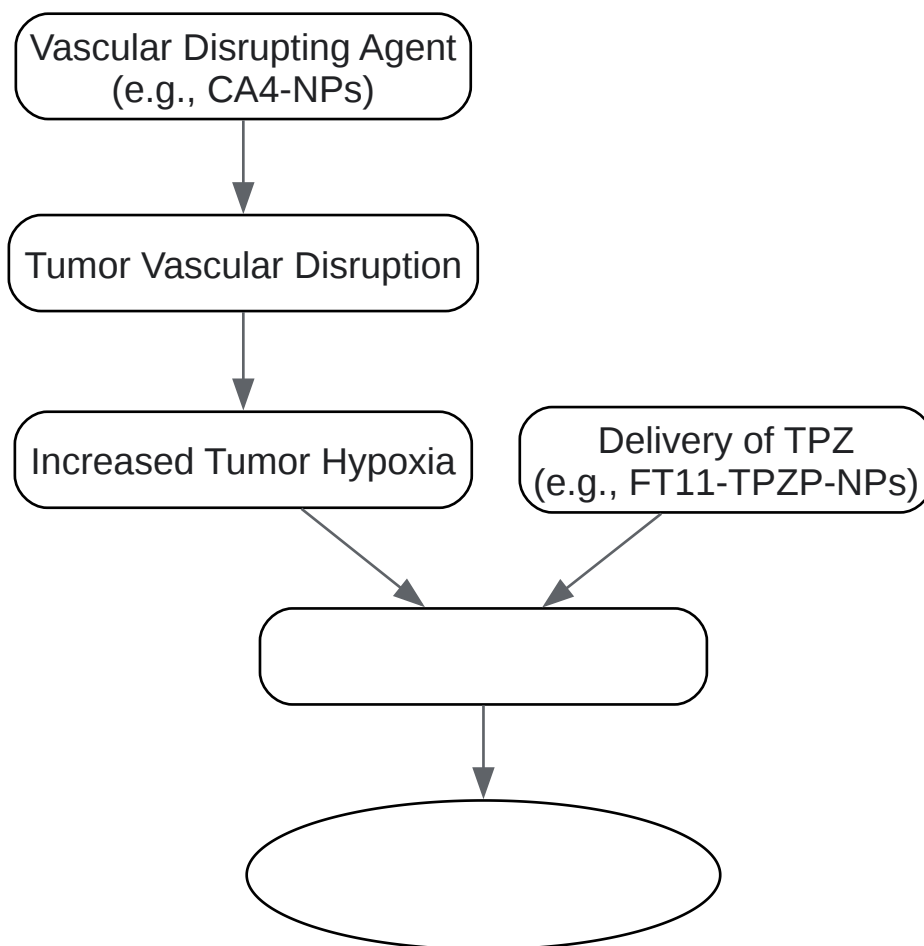 Vascular Disrupting Agent
(e.g., CA4-NPs)
Tumor Vascular Disruption
Increased Tumor Hypoxia
Delivery of TPZ
(e.g., FT11-TPZP-NPs)